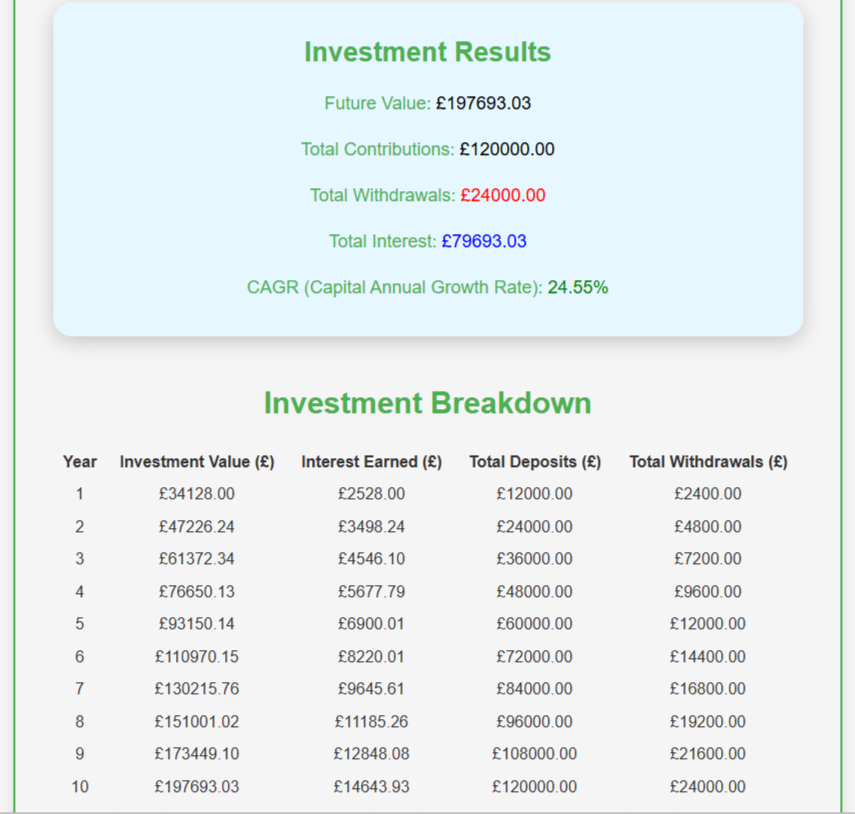 Investment Results
Future Value: £197693.03
Total Contributions: £120000.00
Total Withdrawals: £24000.00
Total Interest: £79693.03
CAGR (Capital Annual Growth Rate): 24.55%
Investment Breakdown
Year Investment Value (£) Interest Earned (£) Total Deposits (£) Total Withdrawals (£)
1 £34128.00 £2528.00 £12000.00 £2400.00
2 £47226.24 £3498.24 £24000.00 £4800.00
3 £61372.34 £4546.10 £36000.00 £7200.00
4 £76650.13 £5677.79 £48000.00 £9600.00
5 £93150.14 £6900.01 £60000.00 £12000.00
6 £110970.15 £8220.01 £72000.00 £14400.00
7 £130215.76 £9645.61 £84000.00 £16800.00
8 £151001.02 £11185.26 £96000.00 £19200.00
9 £173449.10 £12848.08 £108000.00 £21600.00
10 £197693.03 £14643.93 £120000.00 £24000.00